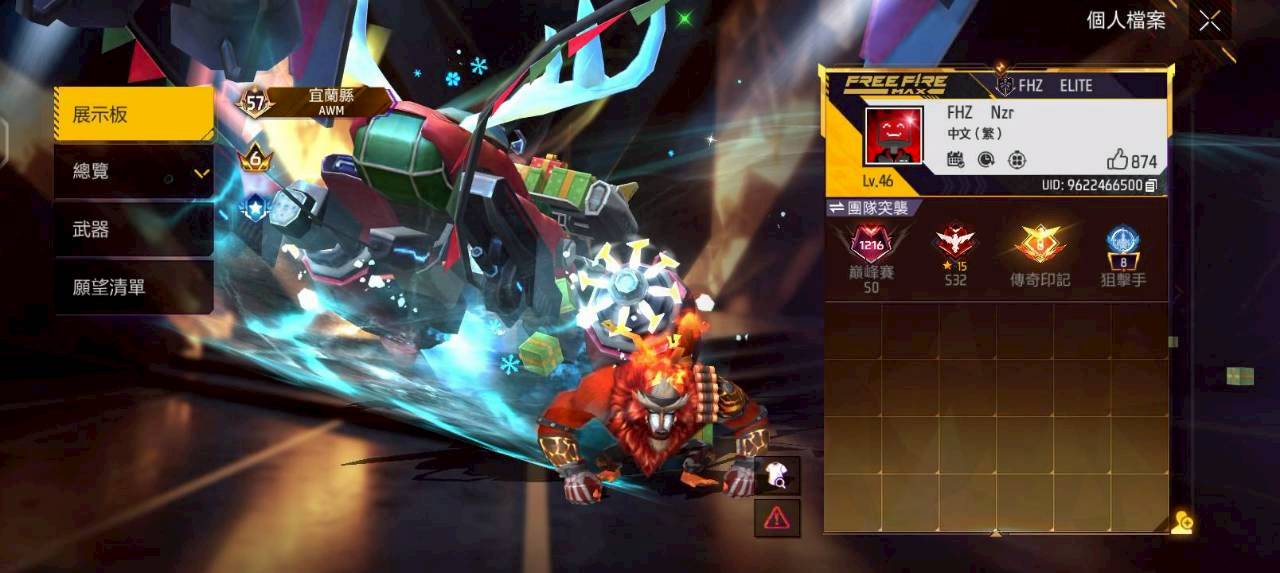 個人檔案
展示板
總覽
武器
願望清單
57
宜蘭縣
AWM
6
FREE FIRE
MAX
FHZ ELITE
FHZ Nzr
中文（繁）
874
Lv.46
UID: 9622466500
團隊突襲
1216
巔峰賽
S0
15
S32
傳奇印記
8
狙擊手